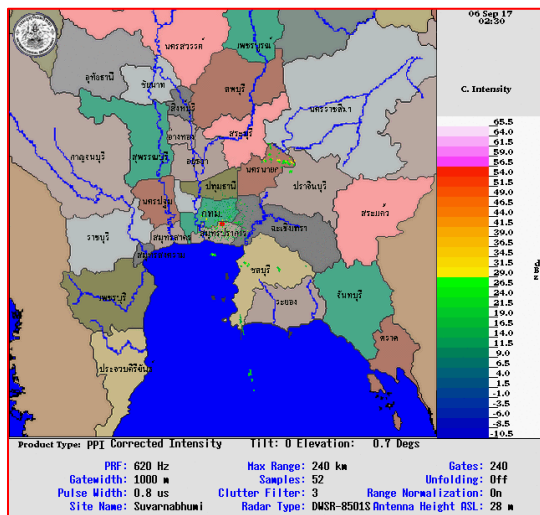 06 Sep 17
02:30
นครสวรรค์
เพชรบูรณ์
อุทัยธานี
ชัยนาท
ลพบุรี
C. Intensity
สิงห์บุรี
นครราชสีมา
อ่างทอง
สระบุรี
65.5
64.0
61.5
59.0
56.5
54.0
51.5
49.0
46.5
44.0
41.5
39.0
36.5
34.0
31.5
29.0
26.5
24.0
21.5
19.0
16.5
14.0
11.5
9.0
6.5
4.0
1.5
-1.0
-3.5
-6.0
-8.5
-10.5
กาญจนบุรี
สุพรรณบุรี
อยุธยา
นครนายก
ปราจีนบุรี
ปทุมธานี
นครปฐม
กทม.
สระแก้ว
ราชบุรี
สมุทรสาคร
สมุทรปราการ
ฉะเชิงเทรา
เพชรบุรี
ชลบุรี
ระยอง
จันทบุรี
ตราด
ประจวบคีรีขันธ์
Product Type: PPI Corrected Intensity Tilt: 0 Elevation: 0.7 Degs
PRF: 620 Hz Max Range: 240 km Gates: 240
Gatewidth: 1000 m Samples: 52 Unfolding: Off
Pulse Width: 0.8 us Clutter Filter: 3 Range Normalization: On
Site Name: Suvarnabhumi Radar Type: DWSR-8501S Antenna Height ASL: 28 m